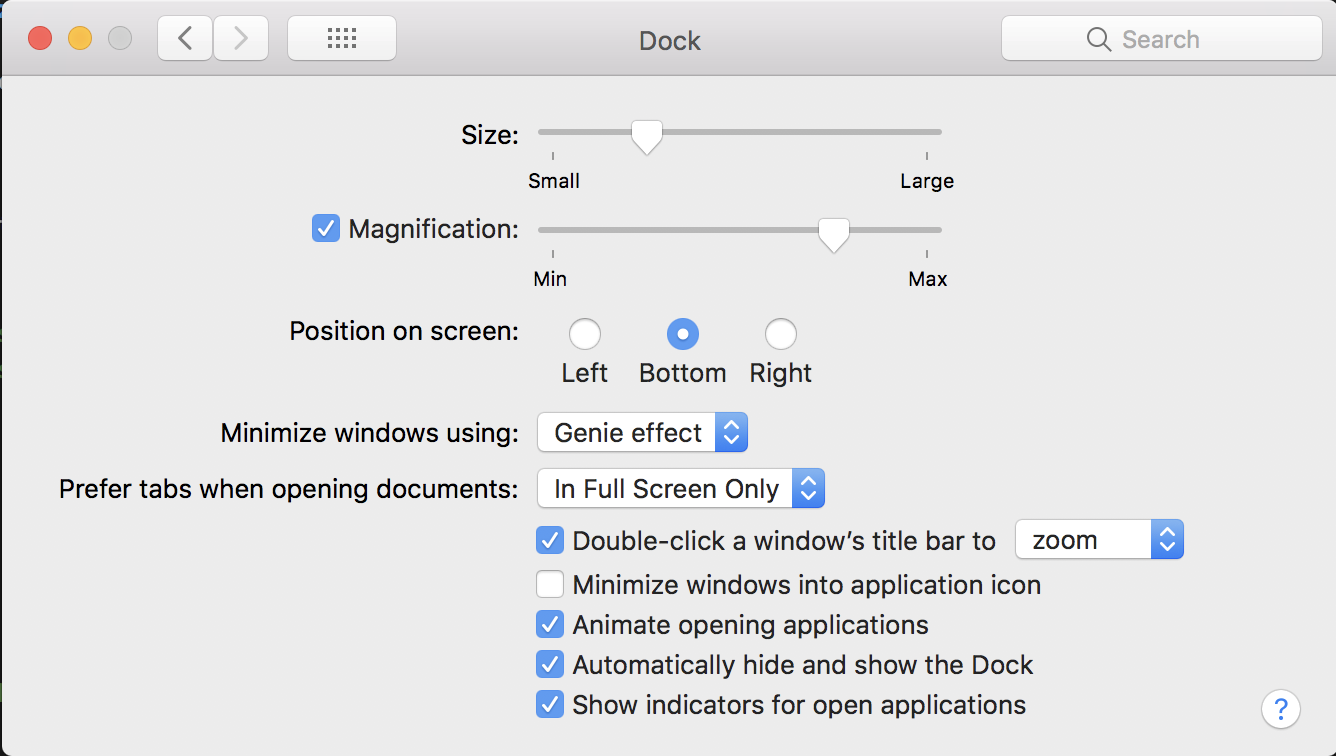 Dock
Search
Size:
Small Large
Magnification:
Min Max
Position on screen:
Left Bottom Right
Minimize windows using: Genie effect
Prefer tabs when opening documents: In Full Screen Only
Double-click a window’s title bar to zoom
Minimize windows into application icon
Animate opening applications
Automatically hide and show the Dock
Show indicators for open applications
?